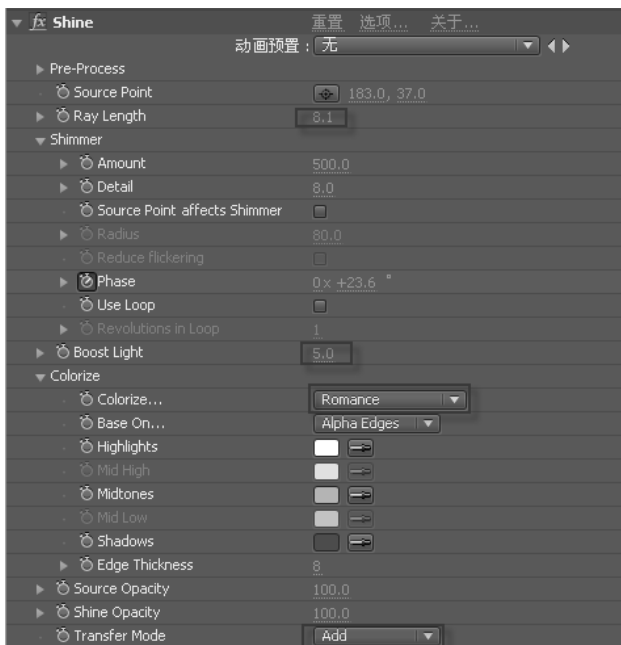 fx Shine 重置 选项... 关于...
动画预置 : 无
Pre-Process
Source Point 183.0, 37.0
Ray Length 8.1
Shimmer
Amount 500.0
Detail 8.0
Source Point affects Shimmer
Radius 80.0
Reduce flickering
Phase 0x +23.6 °
Use Loop
Revolutions in Loop 1
Boost Light 5.0
Colorize
Colorize... Romance
Base On... Alpha Edges
Highlights
Mid High
Midtones
Mid Low
Shadows
Edge Thickness 8
Source Opacity 100.0
Shine Opacity 100.0
Transfer Mode Add